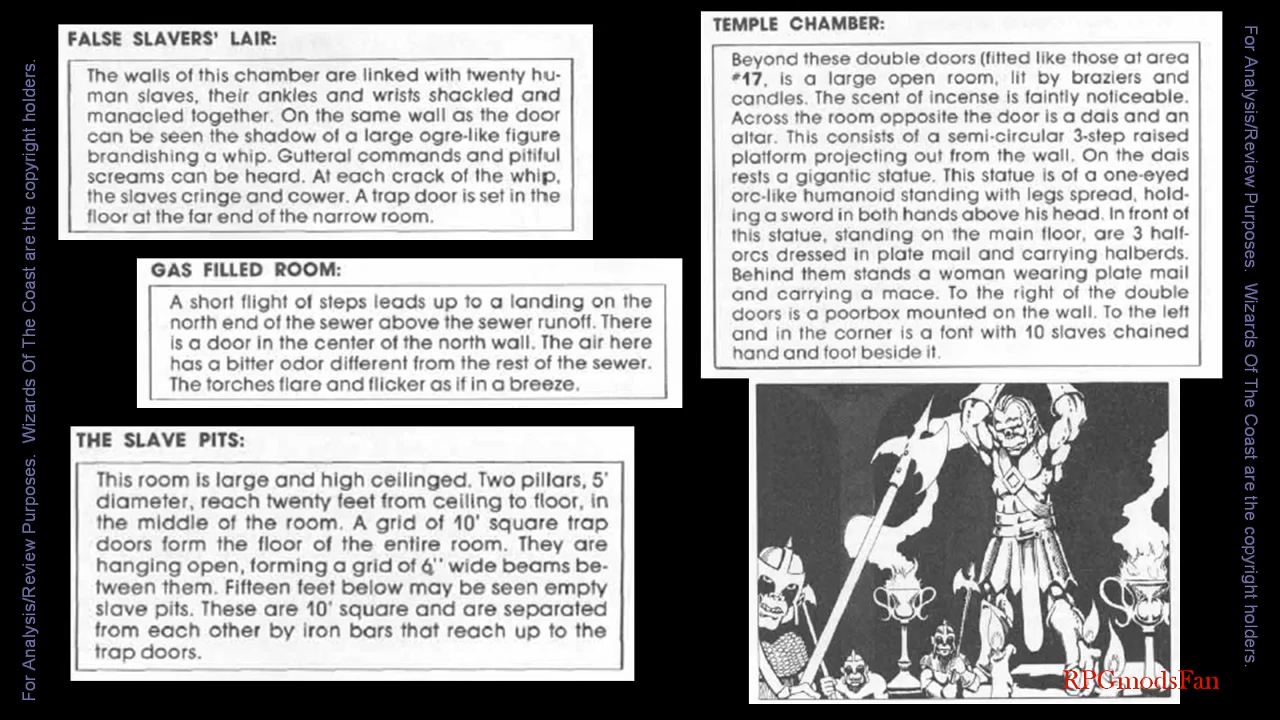 FALSE SLAVERS' LAIR:
The walls of this chamber are linked with twenty hu-
man slaves, their ankles and wrists shackled and
manacled together. On the same wall as the door
can be seen the shadow of a large ogre-like figure
brandishing a whip. Gutteral commands and pitiful
screams can be heard. At each crack of the whip,
the slaves cringe and cower. A trap door is set in the
floor at the far end of the narrow room.
GAS FILLED ROOM:
A short flight of steps leads up to a landing on the
north end of the sewer above the sewer runoff. There
is a door in the center of the north wall. The air here
has a bitter odor different from the rest of the sewer.
The torches flare and flicker as if in a breeze.
THE SLAVE PITS:
This room is large and high ceilinged. Two pillars, 5'
diameter, reach twenty feet from ceiling to floor, in
the middle of the room. A grid of 10' square trap
doors form the floor of the entire room. They are
hanging open, forming a grid of 6" wide beams be-
tween them. Fifteen feet below may be seen empty
slave pits. These are 10' square and are separated
from each other by iron bars that reach up to the
trap doors.
TEMPLE CHAMBER:
Beyond these double doors (fitted like those at area
#17, is a large open room, lit by braziers and
candles. The scent of incense is faintly noticeable.
Across the room opposite the door is a dais and an
altar. This consists of a semi-circular 3-step raised
platform projecting out from the wall. On the dais
rests a gigantic statue. This statue is of a one-eyed
orc-like humanoid standing with legs spread, hold-
ing a sword in both hands above his head. In front of
this statue, standing on the main floor, are 3 half-
orcs dressed in plate mail and carrying halberds.
Behind them stands a woman wearing plate mail
and carrying a mace. To the right of the double
doors is a poorbox mounted on the wall. To the left
and in the corner is a font with 10 slaves chained
hand and foot beside it.
RPGmodsFan
For Analysis/Review Purposes. Wizards Of The Coast are the copyright holders.
For Analysis/Review Purposes. Wizards Of The Coast are the copyright holders.